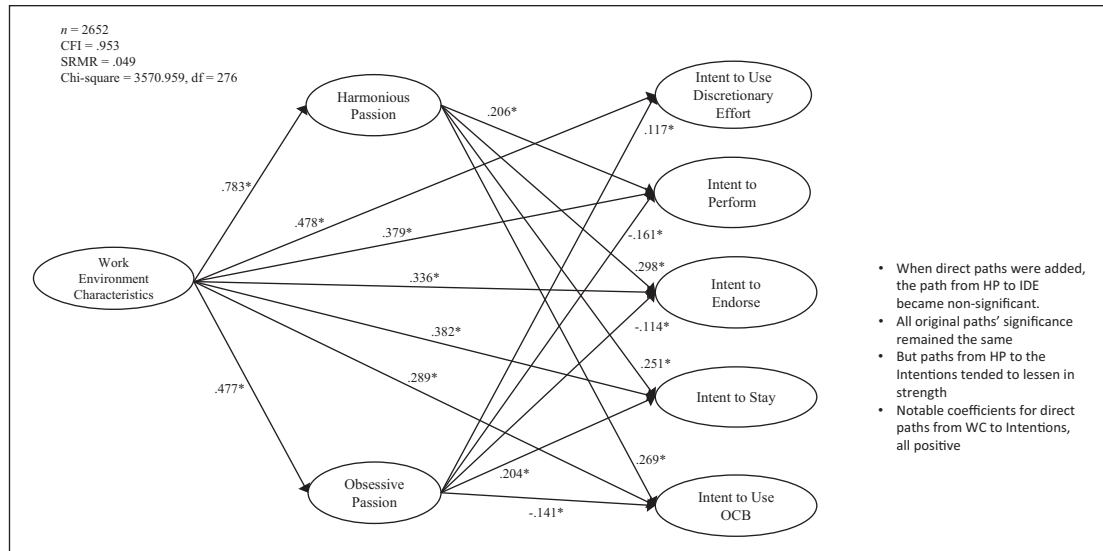 n = 2652
CFI = .953
SRMR = .049
Chi-square = 3570.959, df = 276
Harmonious
Passion
Intent to Use
Discretionary
Effort
.206*
.117*
.783*
Intent to
Perform
.478*
.379*
-.161*
Work
Environment
Characteristics
.336*
.298*
Intent to
Endorse
-.114*
.382*
.251*
Intent to Stay
.477*
.289*
.269*
.204*
Obsessive
Passion
-.141*
Intent to Use
OCB
• When direct paths were added,
the path from HP to IDE
became non-significant.
• All original paths’ significance
remained the same
• But paths from HP to the
Intentions tended to lessen in
strength
• Notable coefficients for direct
paths from WC to Intentions,
all positive